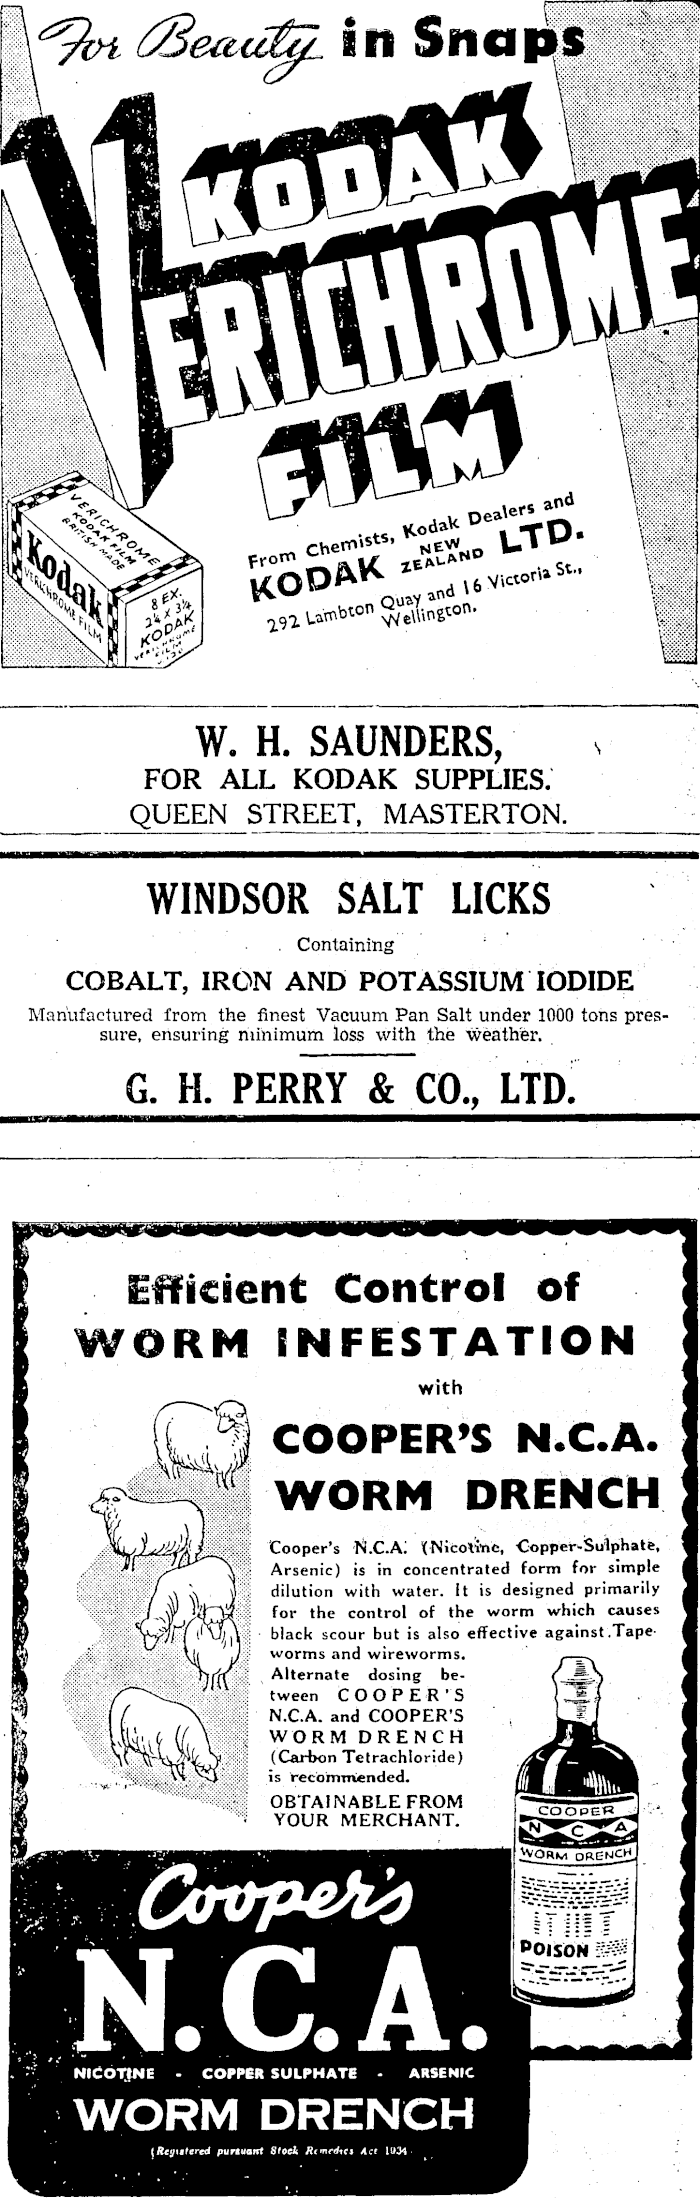 For Beauty in Snaps
KODAK
VERICHROME
FILM
VERICHROME
KODAK FILM
BRITISH MADE
Kodak
VERICHROME FILM
8 EX.
2¼ X 3¼
KODAK
VERICHROME
FILM
From Chemists, Kodak Dealers and
KODAK NEW ZEALAND LTD.
292 Lambton Quay and 16 Victoria St.,
Wellington.
W. H. SAUNDERS,
FOR ALL KODAK SUPPLIES.
QUEEN STREET, MASTERTON.
WINDSOR SALT LICKS
Containing
COBALT, IRON AND POTASSIUM IODIDE
Manufactured from the finest Vacuum Pan Salt under 1000 tons pres-
sure, ensuring minimum loss with the weather.
G. H. PERRY & CO., LTD.
Efficient Control of
WORM INFESTATION
with
COOPER'S N.C.A.
WORM DRENCH
Cooper's N.C.A. (Nicotine, Copper-Sulphate,
Arsenic) is in concentrated form for simple
dilution with water. It is designed primarily
for the control of the worm which causes
black scour but is also effective against Tape-
worms and wireworms.
Alternate dosing be-
tween COOPER'S
N.C.A. and COOPER'S
WORM DRENCH
(Carbon Tetrachloride)
is recommended.
OBTAINABLE FROM
YOUR MERCHANT.
COOPER
N C A
WORM DRENCH
POISON
Cooper's
N.C.A.
NICOTINE - COPPER SULPHATE - ARSENIC
WORM DRENCH
(Registered pursuant Stock Remedies Act 1934